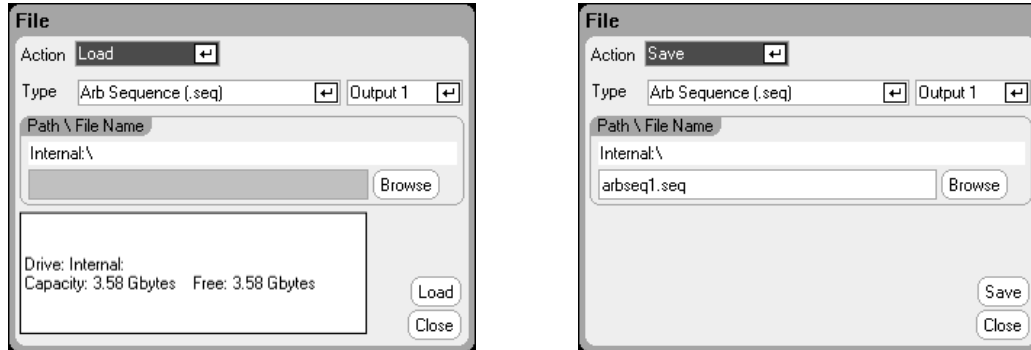 File
Action Load
Type Arb Sequence (.seq) Output 1
Path \ File Name
Internal:\
Browse
Drive: Internal:
Capacity: 3.58 Gbytes Free: 3.58 Gbytes
Load
Close
File
Action Save
Type Arb Sequence (.seq) Output 1
Path \ File Name
Internal:\
arbseq1.seq Browse
Save
Close